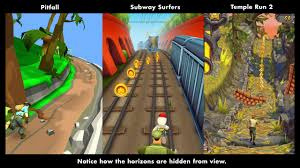 Pitfall
Subway Surfers
Temple Run 2
Notice how the horizons are hidden from view.